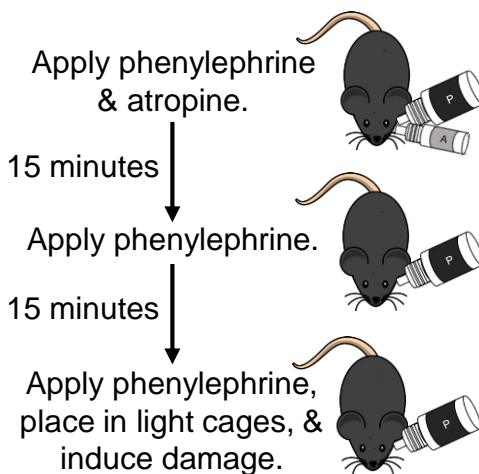 Apply phenylephrine
& atropine.
P
A
15 minutes
Apply phenylephrine.
P
15 minutes
Apply phenylephrine,
place in light cages, &
induce damage.
P